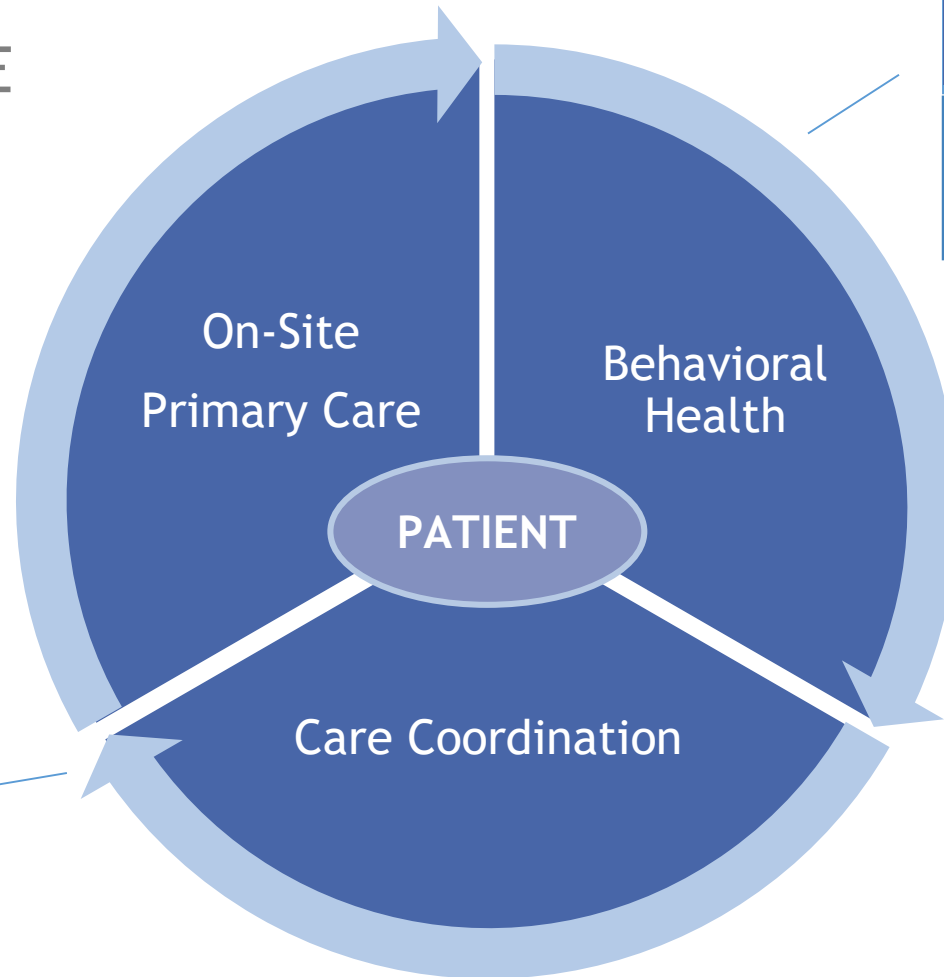 E
On-Site
Primary Care
Behavioral
Health
PATIENT
Care Coordination